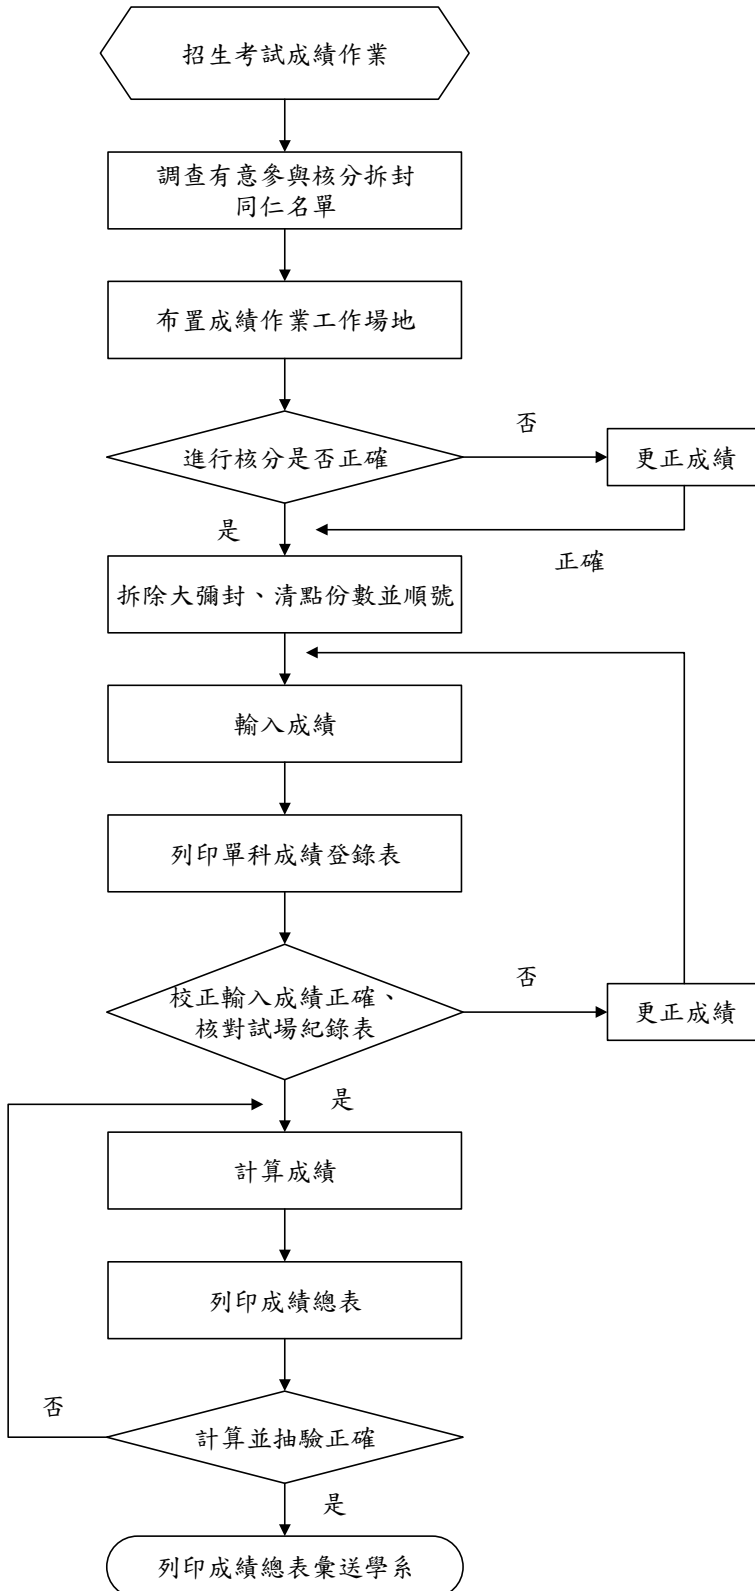 招生考試成績作業
調查有意參與核分拆封
同仁名單
布置成績作業工作場地
進行核分是否正確
否
更正成績
是
正確
拆除大彌封、清點份數並順號
輸入成績
列印單科成績登錄表
校正輸入成績正確、
核對試場紀錄表
否
更正成績
是
計算成績
列印成績總表
否
計算並抽驗正確
是
列印成績總表彙送學系